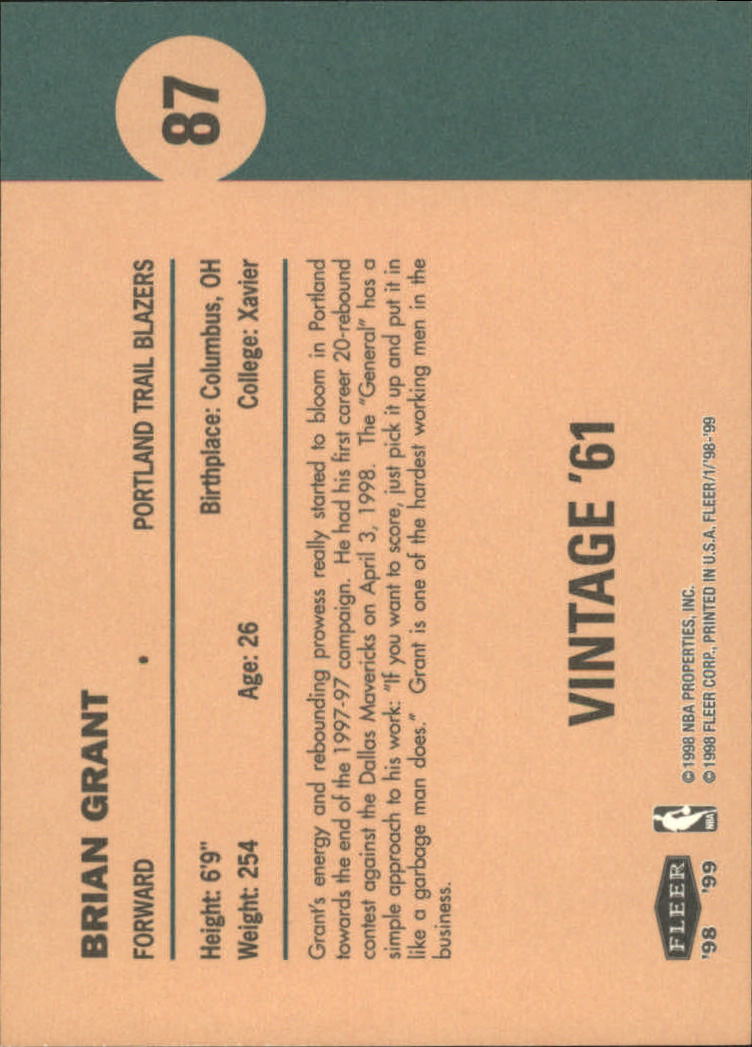 87
BRIAN GRANT
FORWARD • PORTLAND TRAIL BLAZERS
Height: 6'9" Birthplace: Columbus, OH
Weight: 254 Age: 26 College: Xavier
Grant's energy and rebounding prowess really started to bloom in Portland
towards the end of the 1997-97 campaign. He had his first career 20-rebound
contest against the Dallas Mavericks on April 3, 1998. The "General" has a
simple approach to his work: "If you want to score, just pick it up and put it in
like a garbage man does." Grant is one of the hardest working men in the
business.
VINTAGE '61
FLEER
'98 '99
NBA
©1998 NBA PROPERTIES, INC.
©1998 FLEER CORP., PRINTED IN U.S.A. FLEER/1/'98-'99